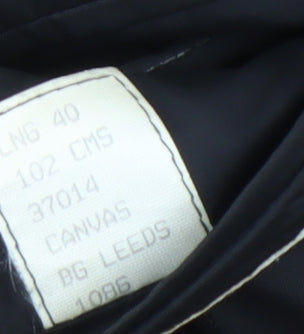 LNG 40
102 CMS
37014
CANVAS
BG LEEDS
1086